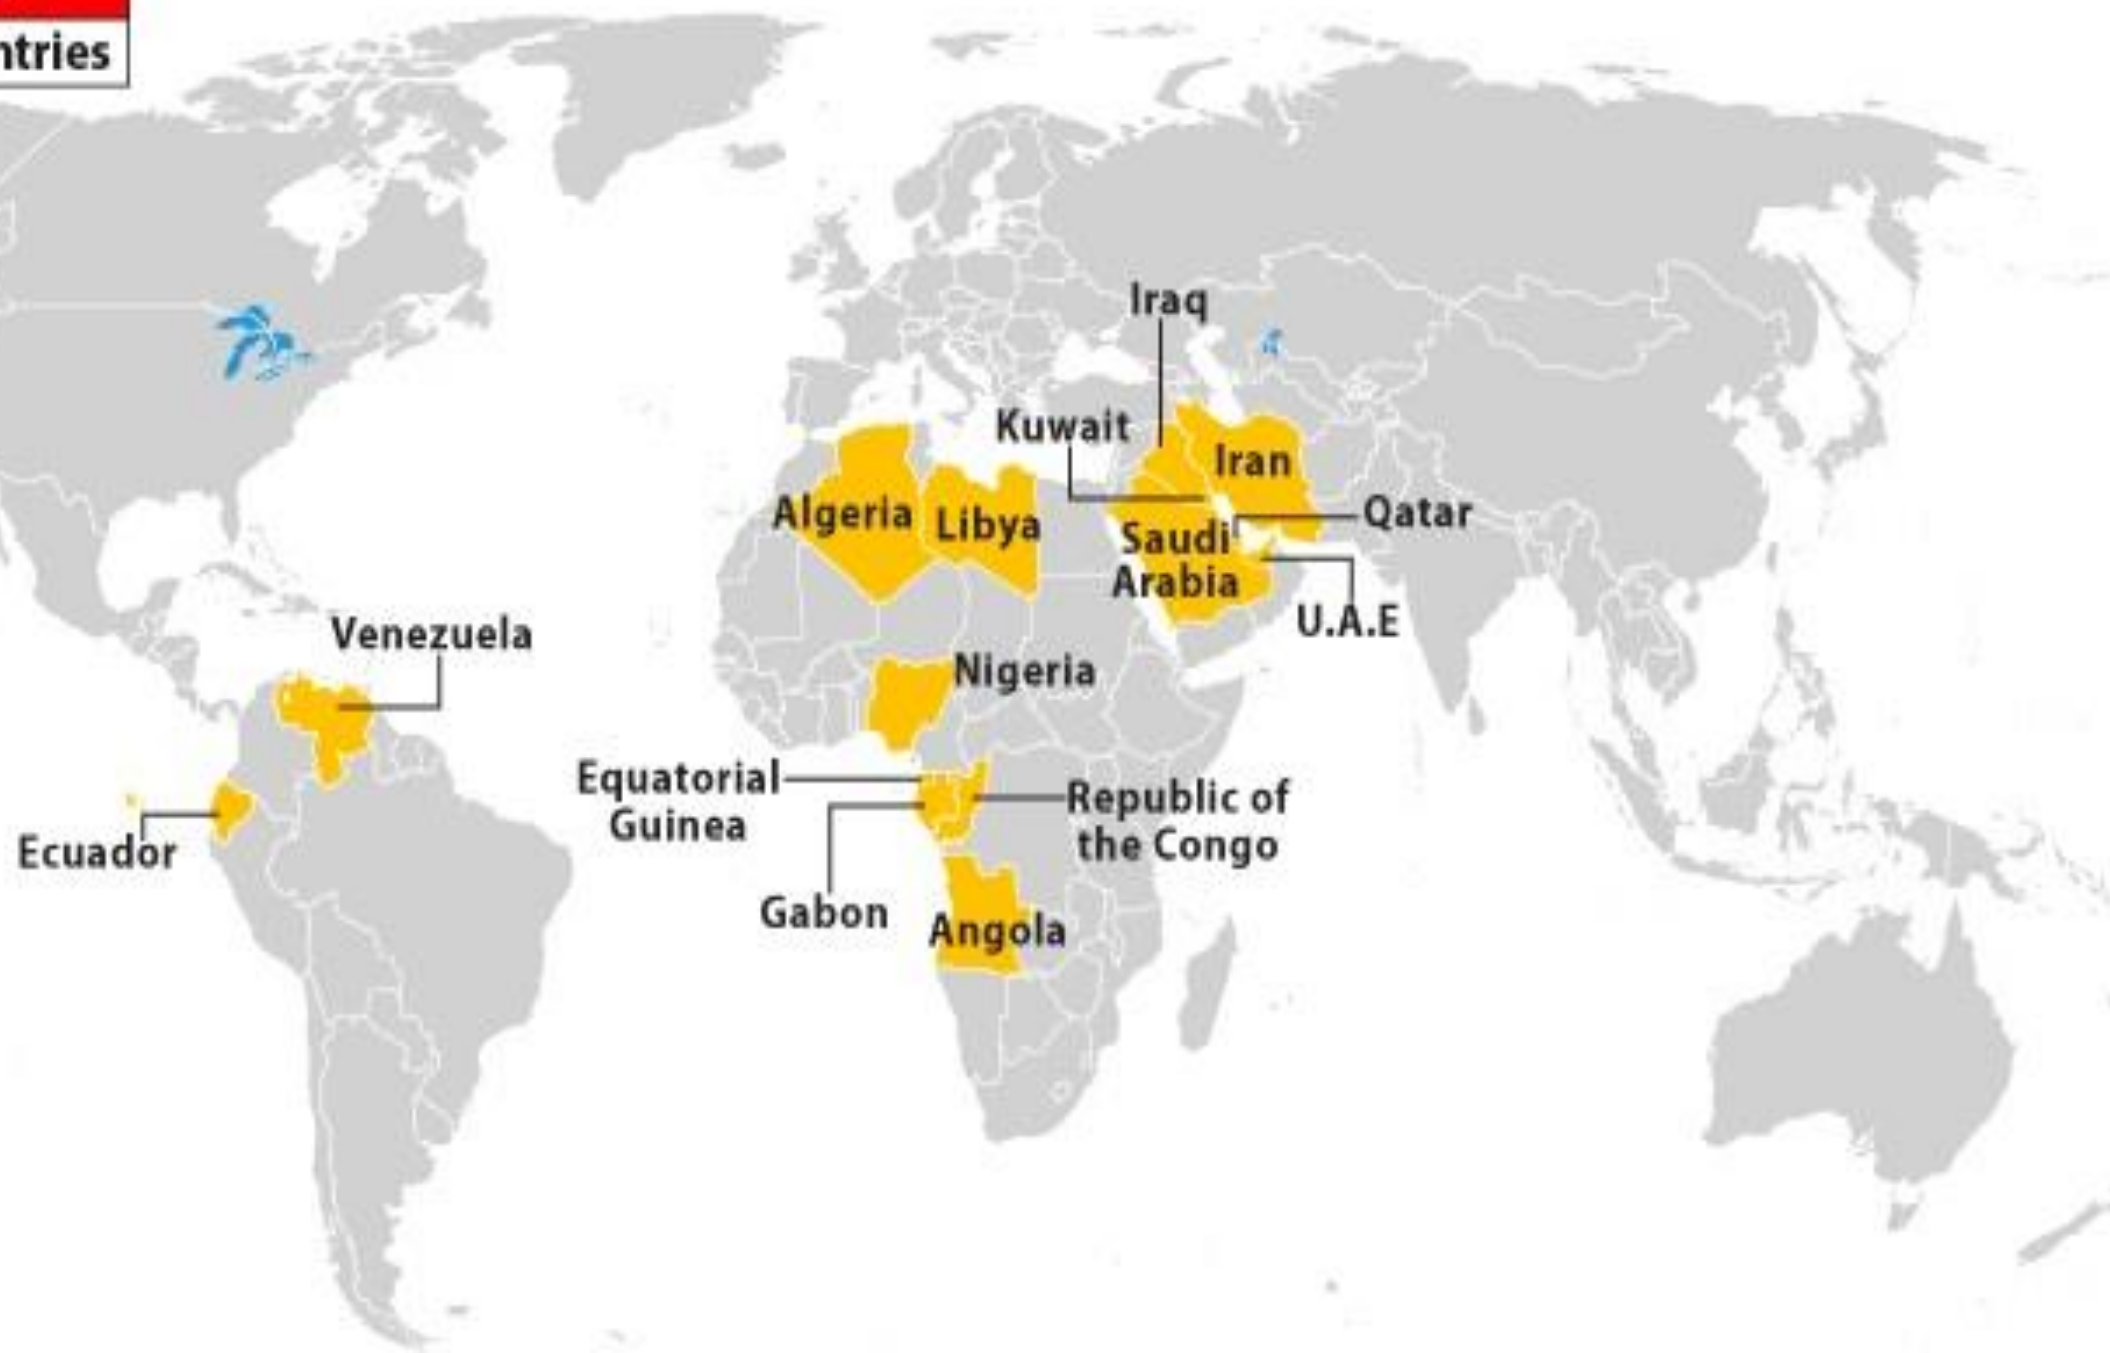 ntries
Iraq
Kuwait
Iran
Algeria
Libya
Qatar
Saudi
Arabia
U.A.E
Venezuela
Nigeria
Equatorial
Guinea
Republic of
the Congo
Ecuador
Gabon
Angola